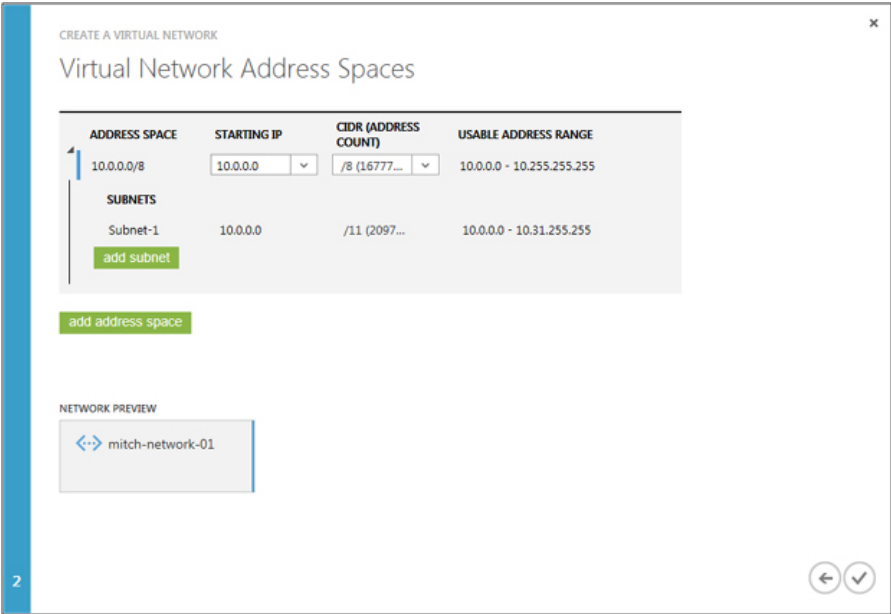 CREATE A VIRTUAL NETWORK
Virtual Network Address Spaces
ADDRESS SPACE STARTING IP CIDR (ADDRESS COUNT) USABLE ADDRESS RANGE
10.0.0.0/8 10.0.0.0 /8 (16777... 10.0.0.0 - 10.255.255.255
SUBNETS
Subnet-1 10.0.0.0 /11 (2097... 10.0.0.0 - 10.31.255.255
add subnet
add address space
NETWORK PREVIEW
mitch-network-01
2